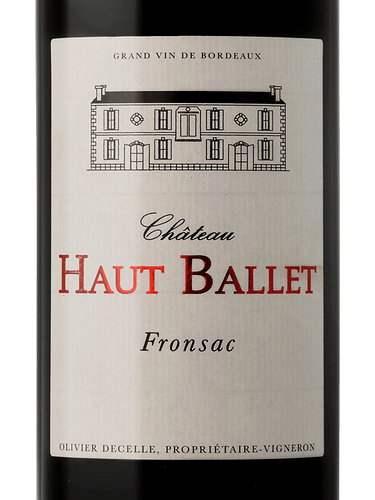 GRAND VIN DE BORDEAUX
Château
HAUT BALLET
Fronsac
OLIVIER DECELLE, PROPRIÉTAIRE-VIGNERON